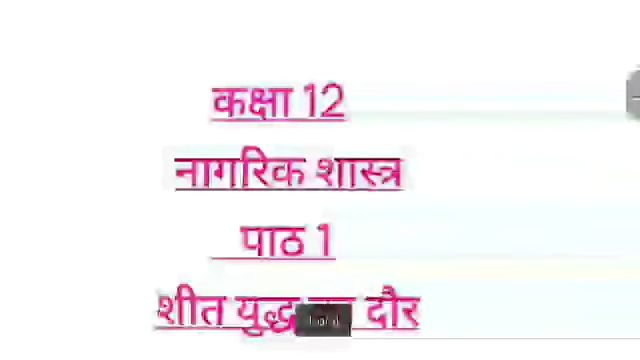 कक्षा 12
नागरिक शास्त्र
पाठ 1
शीत युद्ध दौर